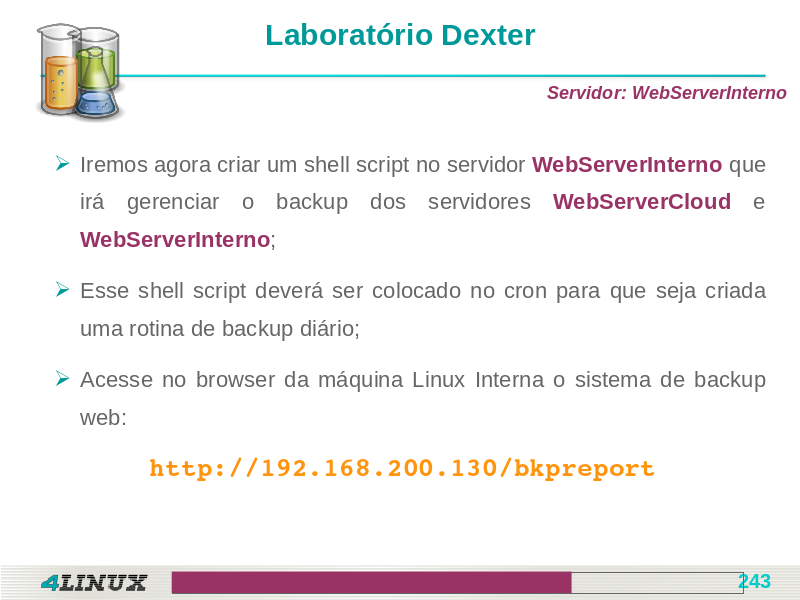 Laboratório Dexter
Servidor: WebServerInterno
Iremos agora criar um shell script no servidor WebServerInterno que
irá gerenciar o backup dos servidores WebServerCloud e
WebServerInterno;
Esse shell script deverá ser colocado no cron para que seja criada
uma rotina de backup diário;
Acesse no browser da máquina Linux Interna o sistema de backup
web:
http://192.168.200.130/bkpreport
4LINUX
243